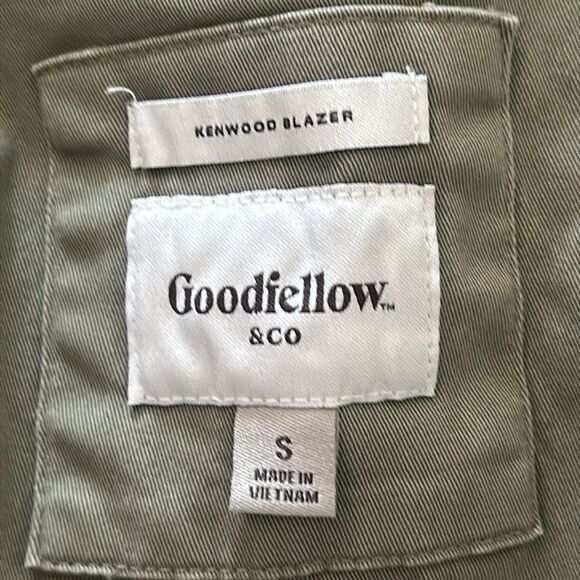 KENWOOD BLAZER
Goodfellow™
&CO
S
MADE IN
VIETNAM